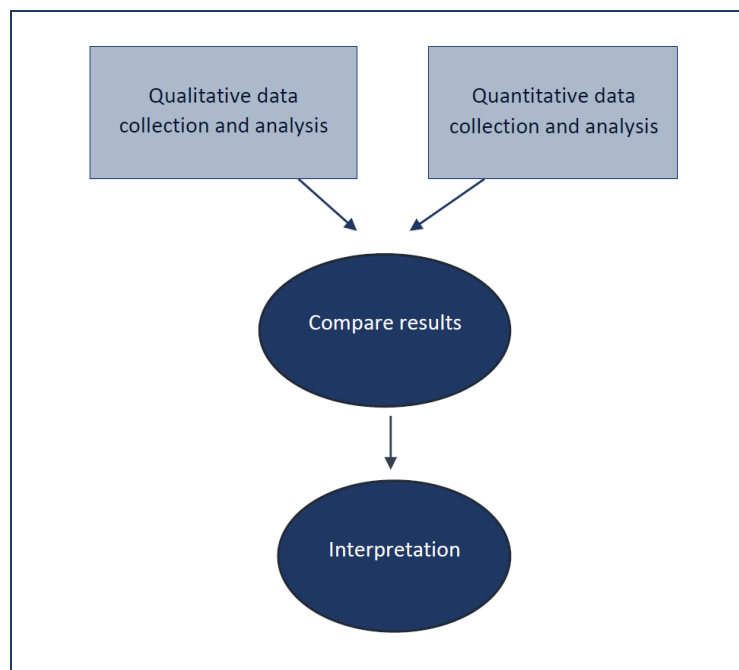 Qualitative data
collection and analysis
Quantitative data
collection and analysis
Compare results
Interpretation